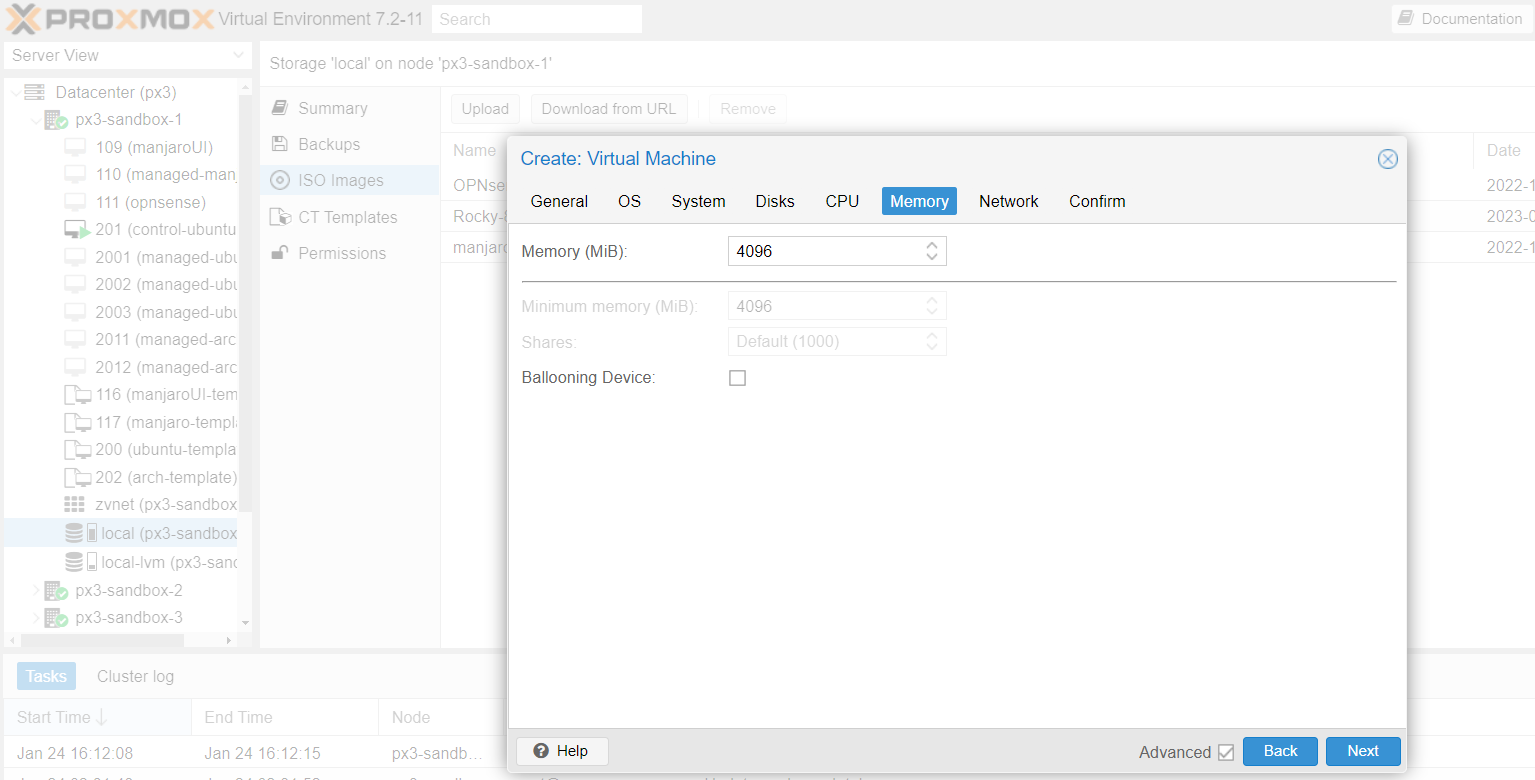 PROXMOX Virtual Environment 7.2-11 Search Documentation
Server View
Storage 'local' on node 'px3-sandbox-1'
Datacenter (px3)
px3-sandbox-1
109 (manjaroUI)
110 (managed-manj
111 (opnsense)
201 (control-ubuntu
2001 (managed-ubu
2002 (managed-ubu
2003 (managed-ubu
2011 (managed-arc
2012 (managed-arc
116 (manjaroUI-tem
117 (manjaro-templa
200 (ubuntu-templa
202 (arch-template)
zvnet (px3-sandbox
local (px3-sandbox
local-lvm (px3-sand
px3-sandbox-2
px3-sandbox-3
Summary
Backups
ISO Images
CT Templates
Permissions
Upload Download from URL Remove
Name Date
OPNse 2022-1
Rocky-8 2023-0
manjaro 2022-1
Create: Virtual Machine
General OS System Disks CPU Memory Network Confirm
Memory (MiB): 4096
Minimum memory (MiB): 4096
Shares: Default (1000)
Ballooning Device:
Help Advanced Back Next
Tasks Cluster log
Start Time End Time Node
Jan 24 16:12:08 Jan 24 16:12:15 px3-sandb…